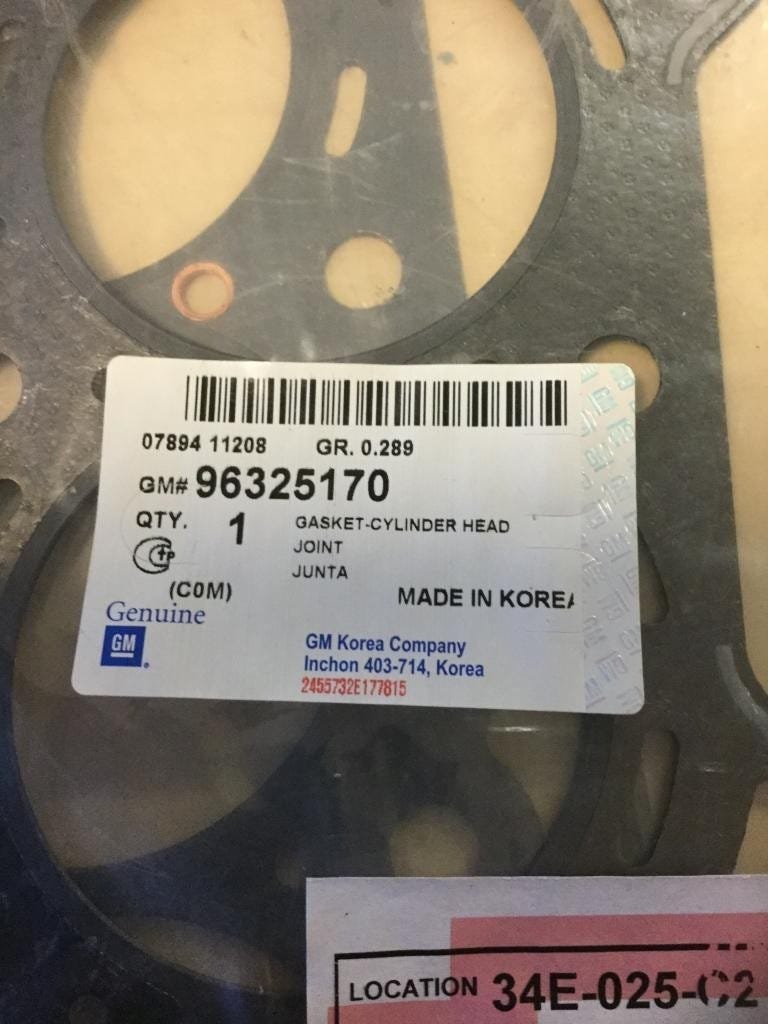 07894 11208 GR. 0.289
GM# 96325170
QTY. 1 GASKET-CYLINDER HEAD
JOINT
JUNTA
(C0M) MADE IN KOREA
Genuine
GM
GM Korea Company
Inchon 403-714, Korea
2455732E177815
LOCATION 34E-025-C2